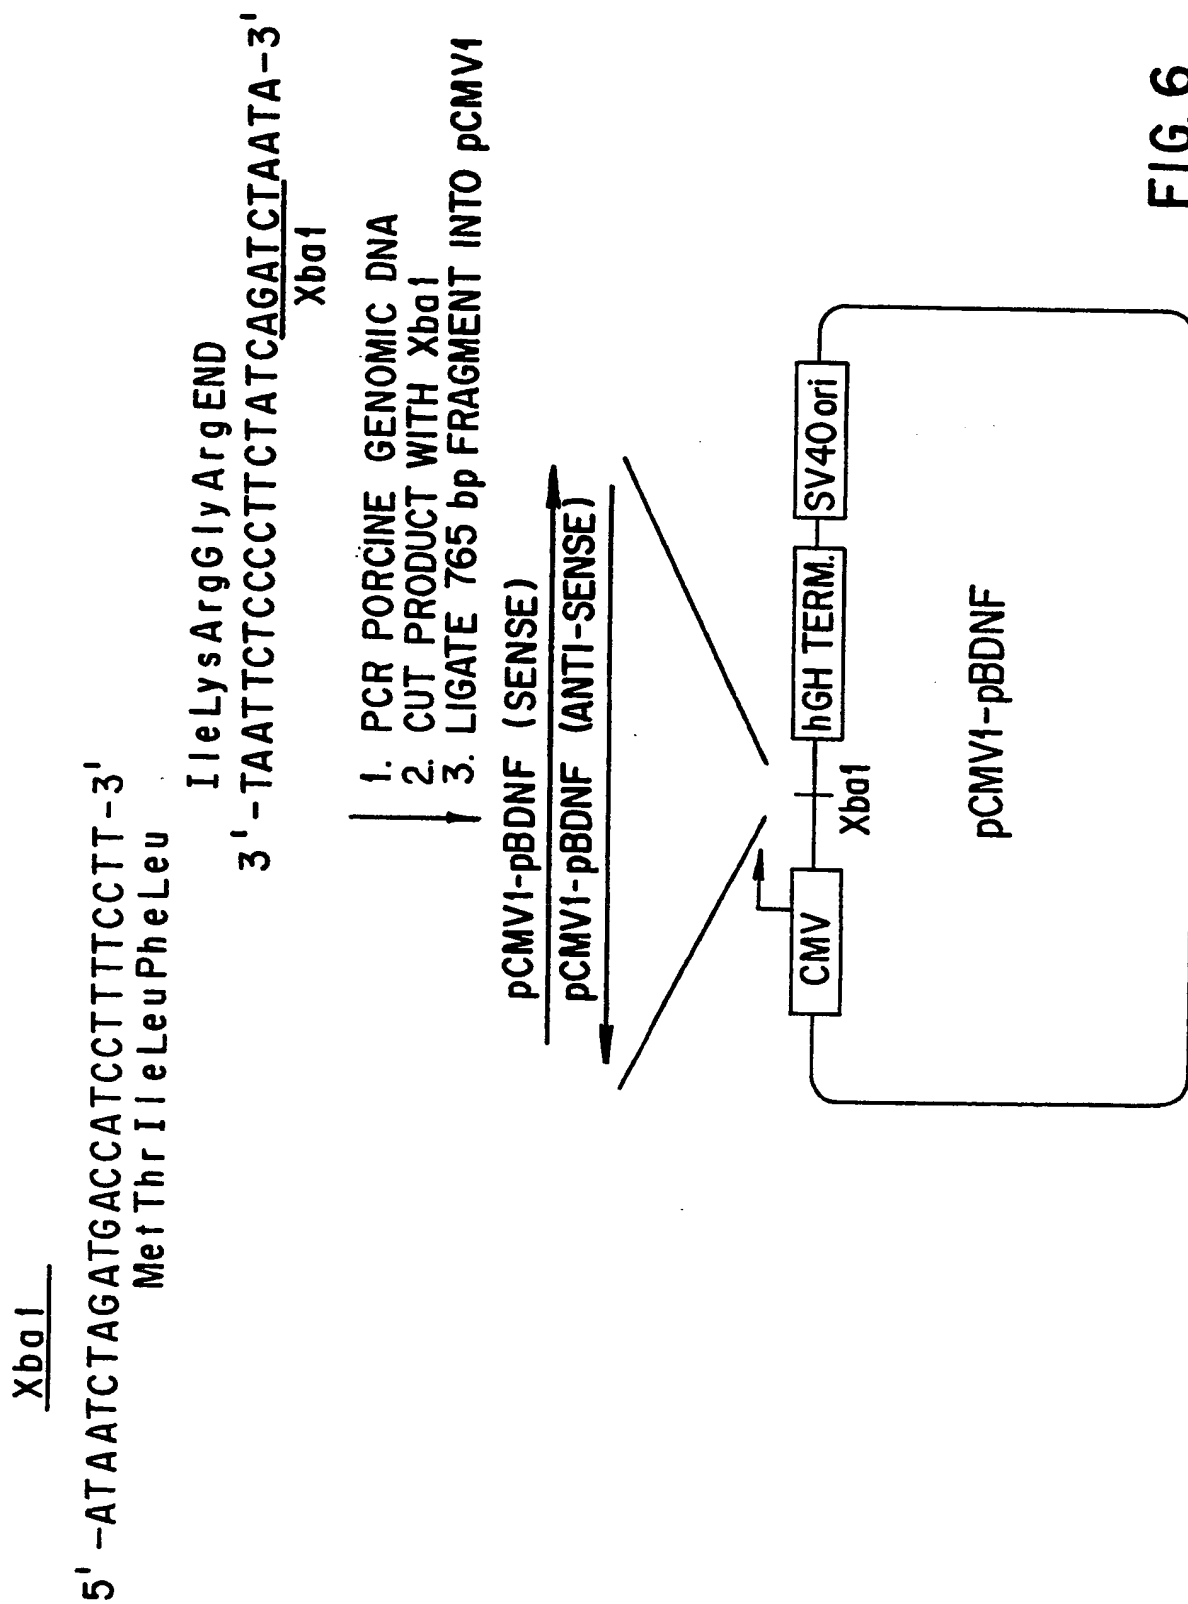 Xba1
5'-ATAATCTAGATGACCATCCTTTTCCTT-3'
MetThrIleLeuPheLeu
IleLysArgGlyArgEND
3'-TAATTCTCCCCTTCTATCAGATCTAATA-3'
Xba1
1. PCR PORCINE GENOMIC DNA
2. CUT PRODUCT WITH Xba1
3. LIGATE 765 bp FRAGMENT INTO pCMV1
pCMV1-pBDNF (SENSE)
pCMV1-pBDNF (ANTI-SENSE)
CMV
Xba1
hGH TERM.
SV40 ori
pCMV1-pBDNF
FIG. 6